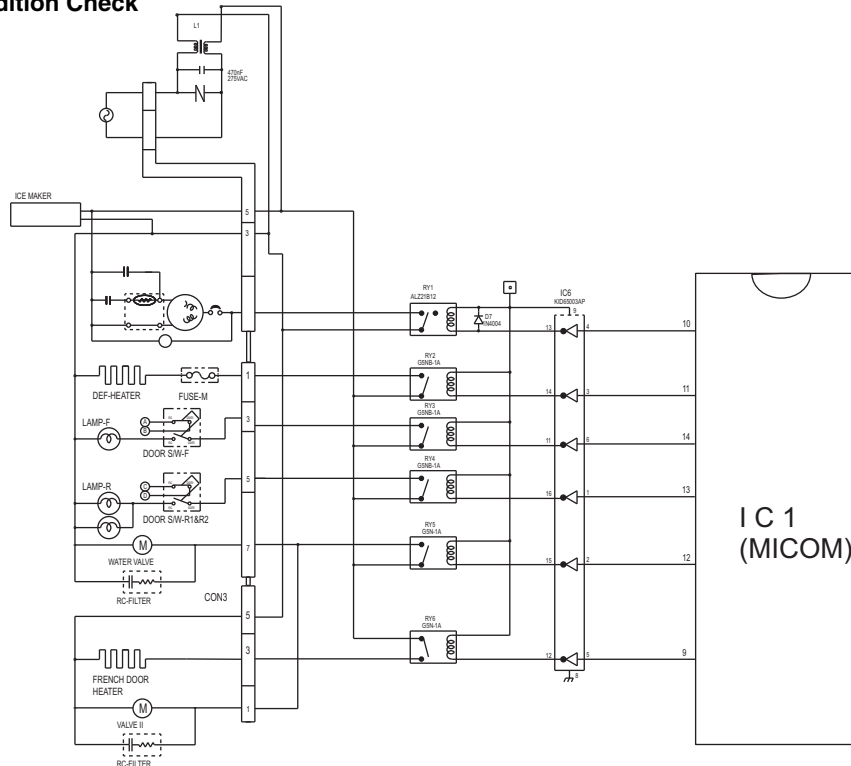 dition Check
L1
470nF
275VAC
ICE MAKER
5
3
RY1
ALZ21B12
D7
IN4004
IC6
KID65003AP
9
13
4
10
DEF-HEATER
FUSE-M
1
RY2
G5NB-1A
14
3
11
LAMP-F
A
B
DOOR S/W-F
3
RY3
G5NB-1A
11
6
14
LAMP-R
C
D
DOOR S/W-R1&R2
5
RY4
G5NB-1A
16
1
13
I C 1
(MICOM)
M
WATER VALVE
RC-FILTER
7
RY5
G5N-1A
15
2
12
CON3
5
RY6
G5N-1A
FRENCH DOOR
HEATER
3
12
5
9
8
M
VALVE II
RC-FILTER
1